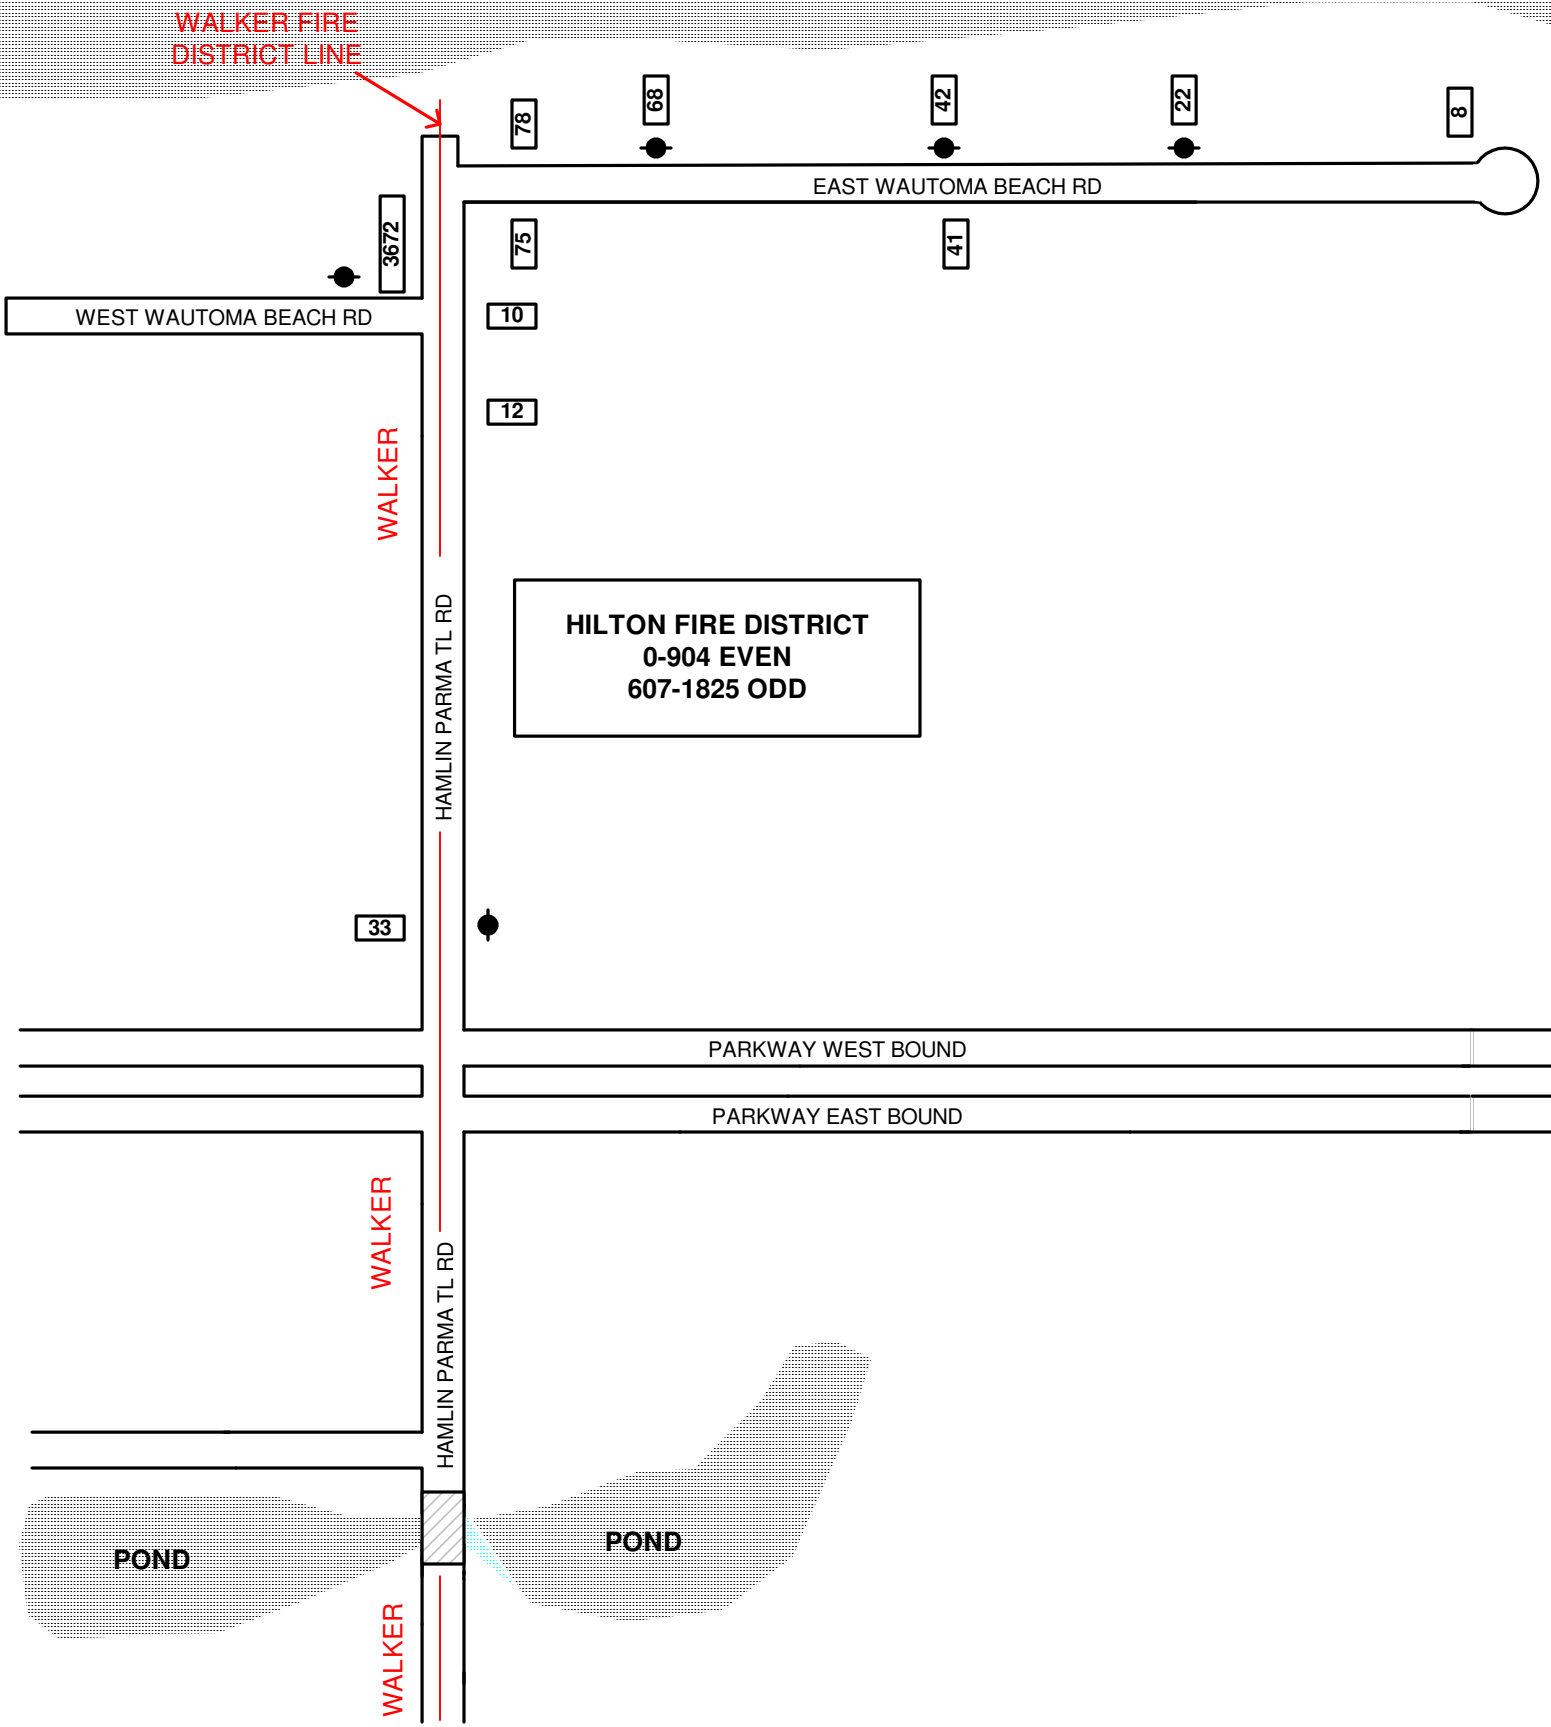 WALKER FIRE
DISTRICT LINE
78
68
42
22
8
EAST WAUTOMA BEACH RD
3672
75
41
WEST WAUTOMA BEACH RD
10
12
WALKER
HAMLIN PARMA TL RD
HILTON FIRE DISTRICT
0-904 EVEN
607-1825 ODD
33
PARKWAY WEST BOUND
PARKWAY EAST BOUND
WALKER
HAMLIN PARMA TL RD
POND
POND
WALKER